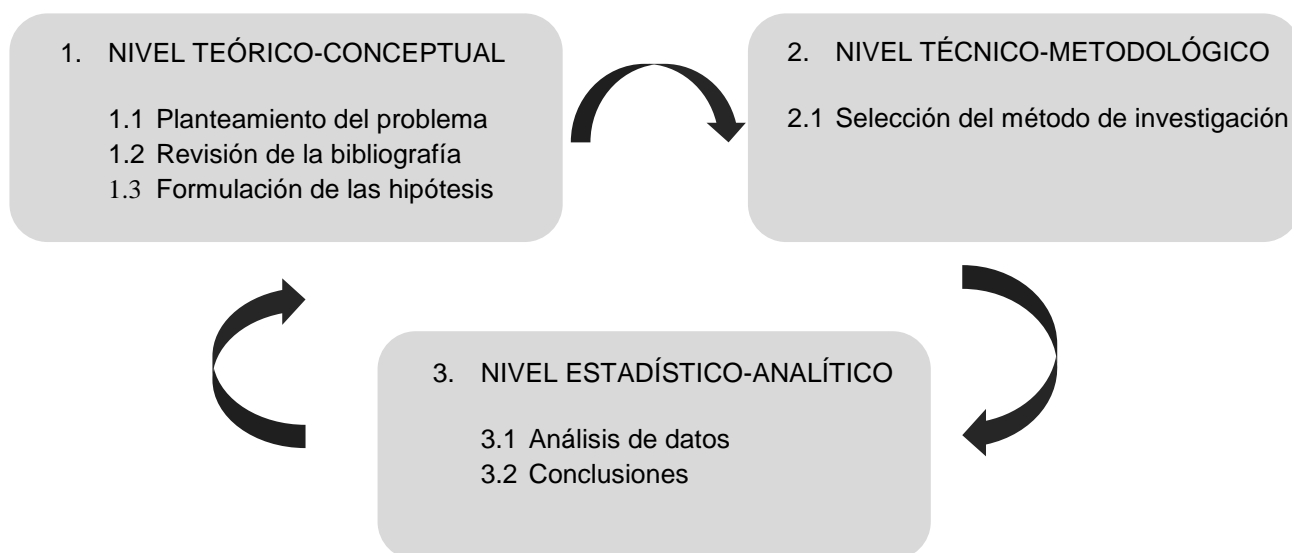 1. NIVEL TEÓRICO-CONCEPTUAL
1.1 Planteamiento del problema
1.2 Revisión de la bibliografía
1.3 Formulación de las hipótesis
2. NIVEL TÉCNICO-METODOLÓGICO
2.1 Selección del método de investigación
3. NIVEL ESTADÍSTICO-ANALÍTICO
3.1 Análisis de datos
3.2 Conclusiones